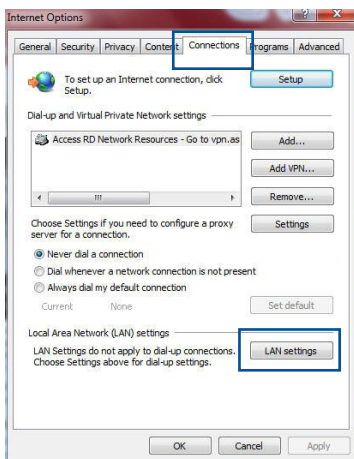 Internet Options
General Security Privacy Content Connections Programs Advanced
To set up an Internet connection, click
Setup.
Setup
Dial-up and Virtual Private Network settings
Access RD Network Resources - Go to vpn.as
Add...
Add VPN...
Remove...
Choose Settings if you need to configure a proxy
server for a connection.
Settings
Never dial a connection
Dial whenever a network connection is not present
Always dial my default connection
Current None
Set default
Local Area Network (LAN) settings
LAN Settings do not apply to dial-up connections.
Choose Settings above for dial-up settings.
LAN settings
OK Cancel Apply